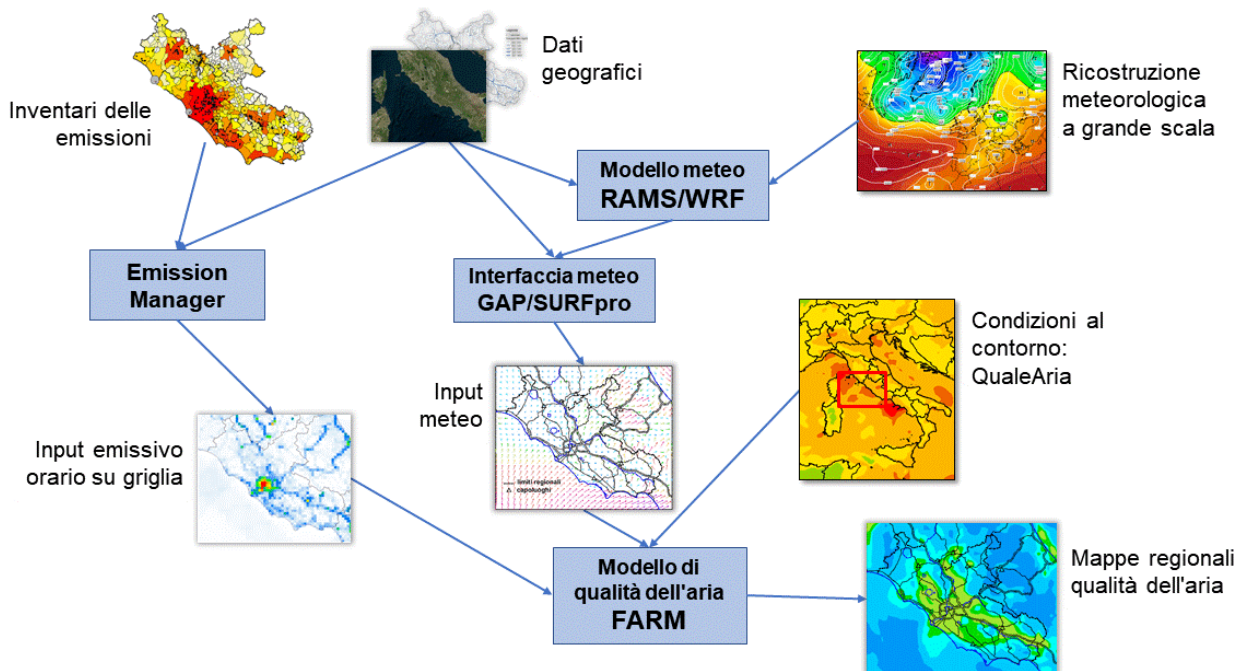 Dati
geografici
Inventari delle
emissioni
Ricostruzione
meteorologica
a grande scala
Modello meteo
RAMS/WRF
Emission
Manager
Interfaccia meteo
GAP/SURFpro
Condizioni al
contorno:
QualeAria
Input
meteo
limiti regionali
capoluoghi
Input emissivo
orario su griglia
Modello di
qualità dell'aria
FARM
Mappe regionali
qualità dell'aria